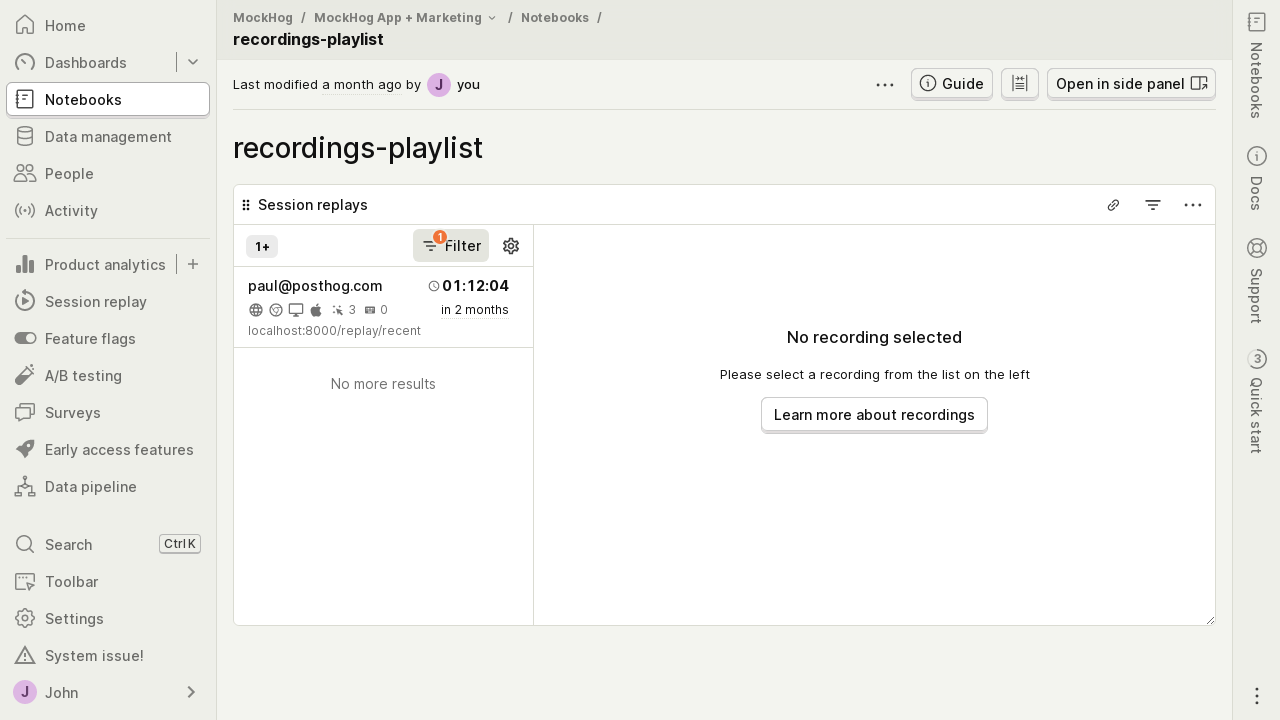 Home
Dashboards
Notebooks
Data management
People
Activity
Product analytics
Session replay
Feature flags
A/B testing
Surveys
Early access features
Data pipeline
Search Ctrl K
Toolbar
Settings
System issue!
J John
MockHog / MockHog App + Marketing / Notebooks /
recordings-playlist
Last modified a month ago by J you
Guide
Open in side panel
recordings-playlist
Session replays
1+
1
Filter
paul@posthog.com 01:12:04
3 0 in 2 months
localhost:8000/replay/recent
No more results
No recording selected
Please select a recording from the list on the left
Learn more about recordings
Notebooks
Docs
Support
3
Quick start